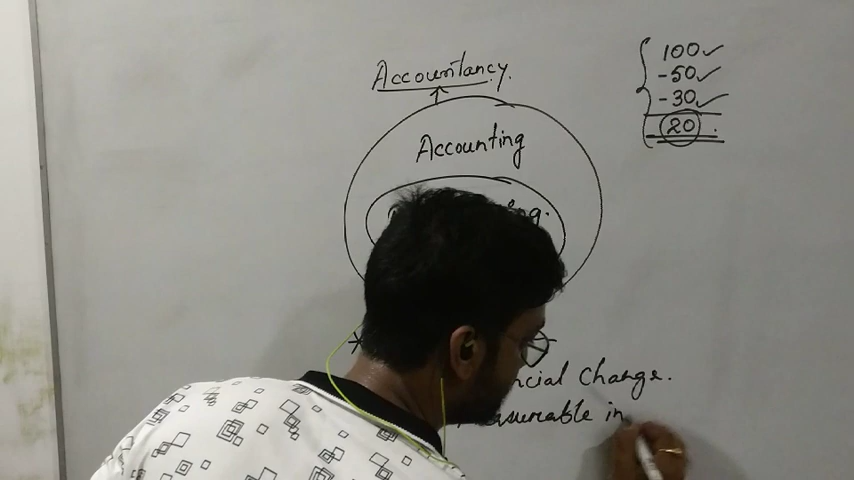 Accountancy.
100✓
-50✓
-30✓
20.
Accounting
Change.
in